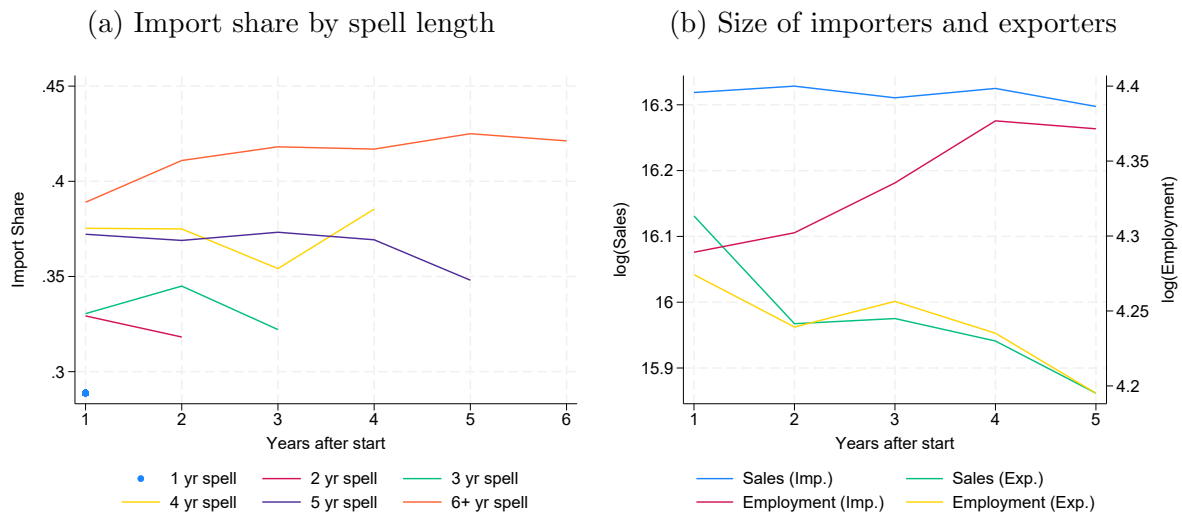 (a) Import share by spell length
.45
.4
.35
.3
Import Share
1 2 3 4 5 6
Years after start
1 yr spell 2 yr spell 3 yr spell
4 yr spell 5 yr spell 6+ yr spell
(b) Size of importers and exporters
16.3
16.2
16.1
16
15.9
log(Sales)
4.4
4.35
4.3
4.25
4.2
log(Employment)
1 2 3 4 5
Years after start
Sales (Imp.) Sales (Exp.)
Employment (Imp.) Employment (Exp.)